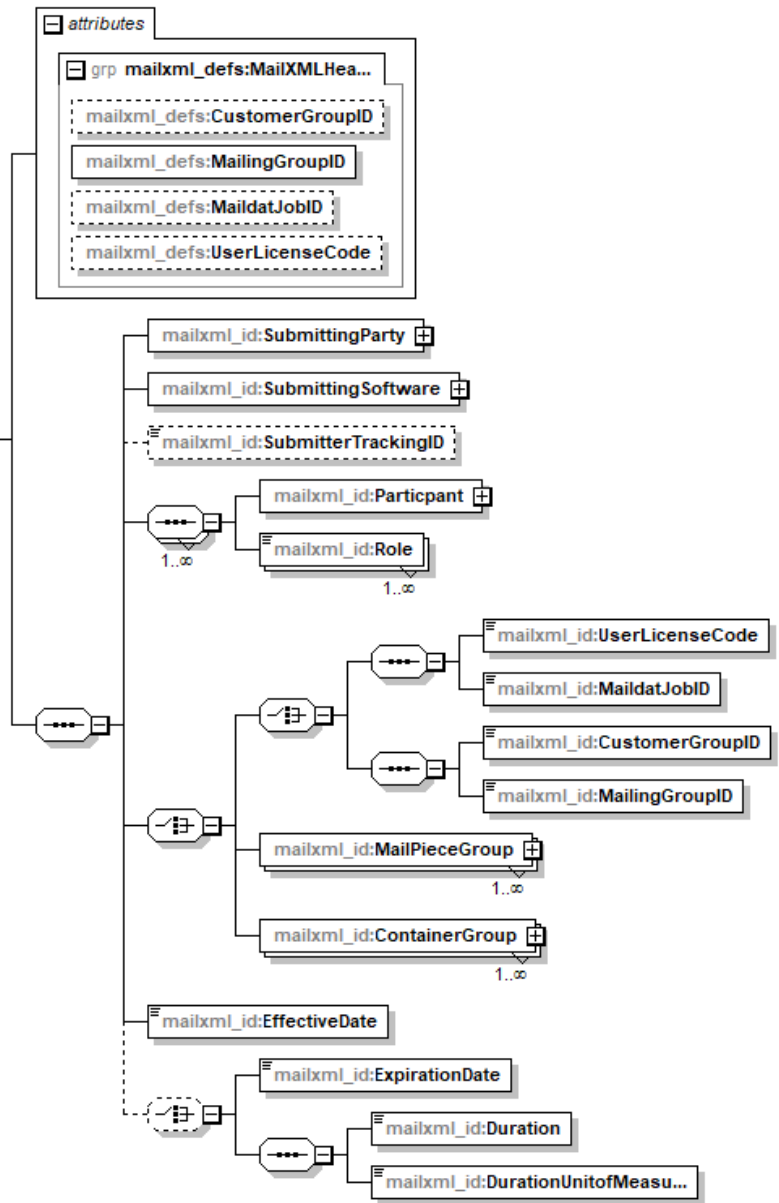 attributes
grp mailxml_defs:MailXMLHea...
mailxml_defs:CustomerGroupID
mailxml_defs:MailingGroupID
mailxml_defs:MaildatJobID
mailxml_defs:UserLicenseCode
mailxml_id:SubmittingParty
mailxml_id:SubmittingSoftware
mailxml_id:SubmitterTrackingID
mailxml_id:Particpant
1..∞
mailxml_id:Role
1..∞
mailxml_id:UserLicenseCode
mailxml_id:MaildatJobID
mailxml_id:CustomerGroupID
mailxml_id:MailingGroupID
mailxml_id:MailPieceGroup
1..∞
mailxml_id:ContainerGroup
1..∞
mailxml_id:EffectiveDate
mailxml_id:ExpirationDate
mailxml_id:Duration
mailxml_id:DurationUnitofMeasu...